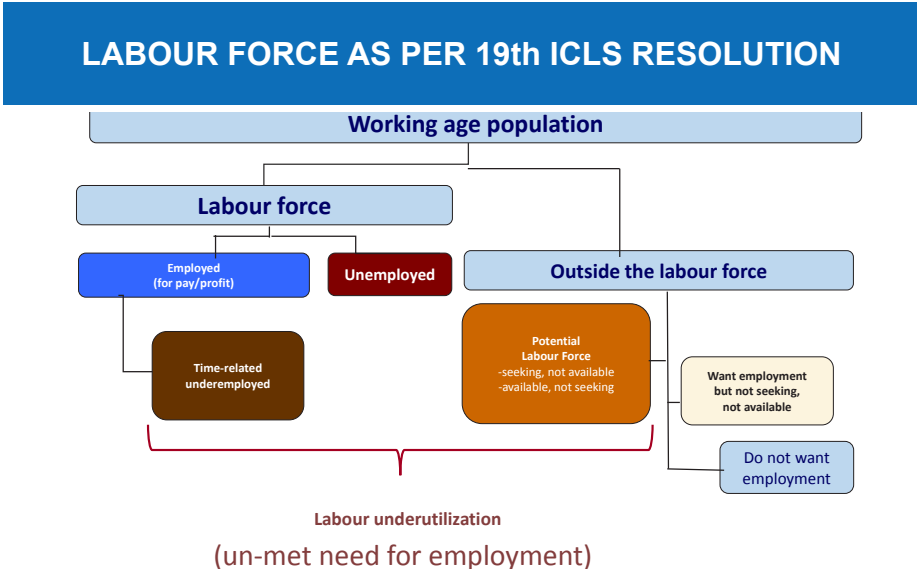 LABOUR FORCE AS PER 19th ICLS RESOLUTION
Working age population
Labour force
Employed
(for pay/profit)
Unemployed
Outside the labour force
Time-related
underemployed
Potential
Labour Force
-seeking, not available
-available, not seeking
Want employment
but not seeking,
not available
Do not want
employment
Labour underutilization
(un-met need for employment)